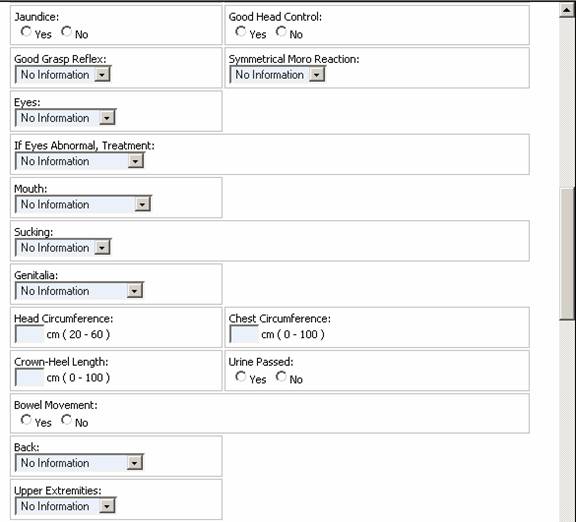 Jaundice: Good Head Control:
Yes No Yes No
Good Grasp Reflex: Symmetrical Moro Reaction:
No Information No Information
Eyes:
No Information
If Eyes Abnormal, Treatment:
No Information
Mouth:
No Information
Sucking:
No Information
Genitalia:
No Information
Head Circumference: Chest Circumference:
cm ( 20 - 60 ) cm ( 0 - 100 )
Crown-Heel Length: Urine Passed:
cm ( 0 - 100 ) Yes No
Bowel Movement:
Yes No
Back:
No Information
Upper Extremities:
No Information